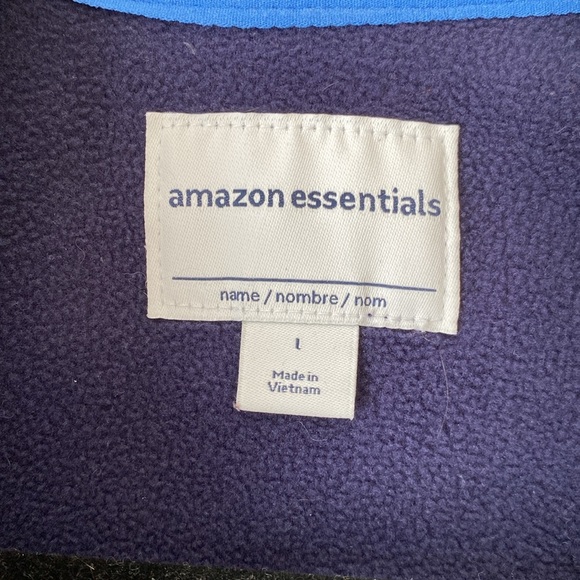 amazon essentials
name / nombre / nom
L
Made in
Vietnam